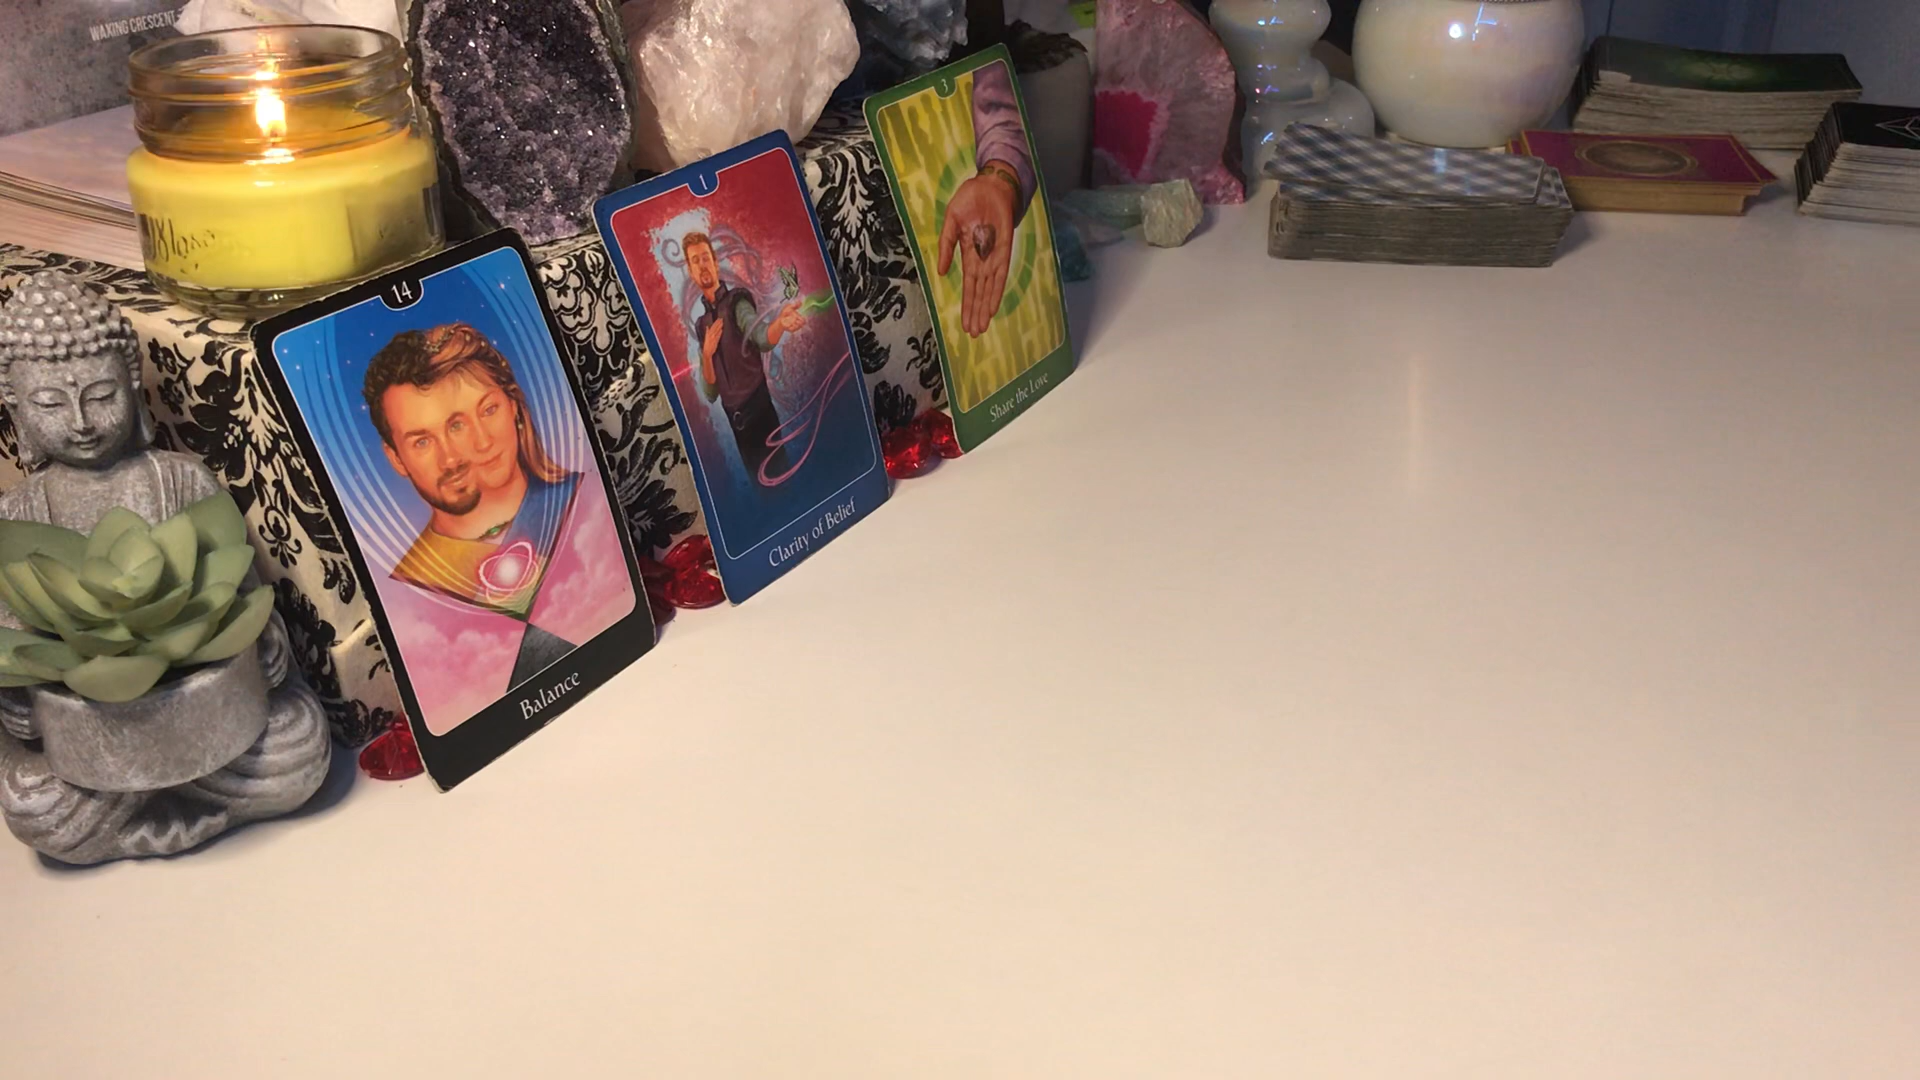 WAXING CRESCENT
14
Balance
1
Clarity of Belief
3
Share the Love